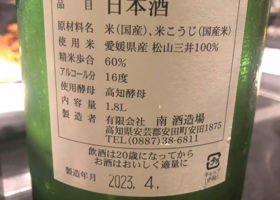 品目 日本酒
原材料名 米(国産)、米こうじ(国産米)
使用米 愛媛県産 松山三井100%
精米歩合 60%
アルコール分 16度
使用酵母 高知酵母
内容量 1.8L
製造者 有限会社 南酒造場
高知県安芸郡安田町安田1875
TEL(0887)38-6811
飲酒は20歳になってから
お酒はおいしく適量に
製造年月 2023.4.